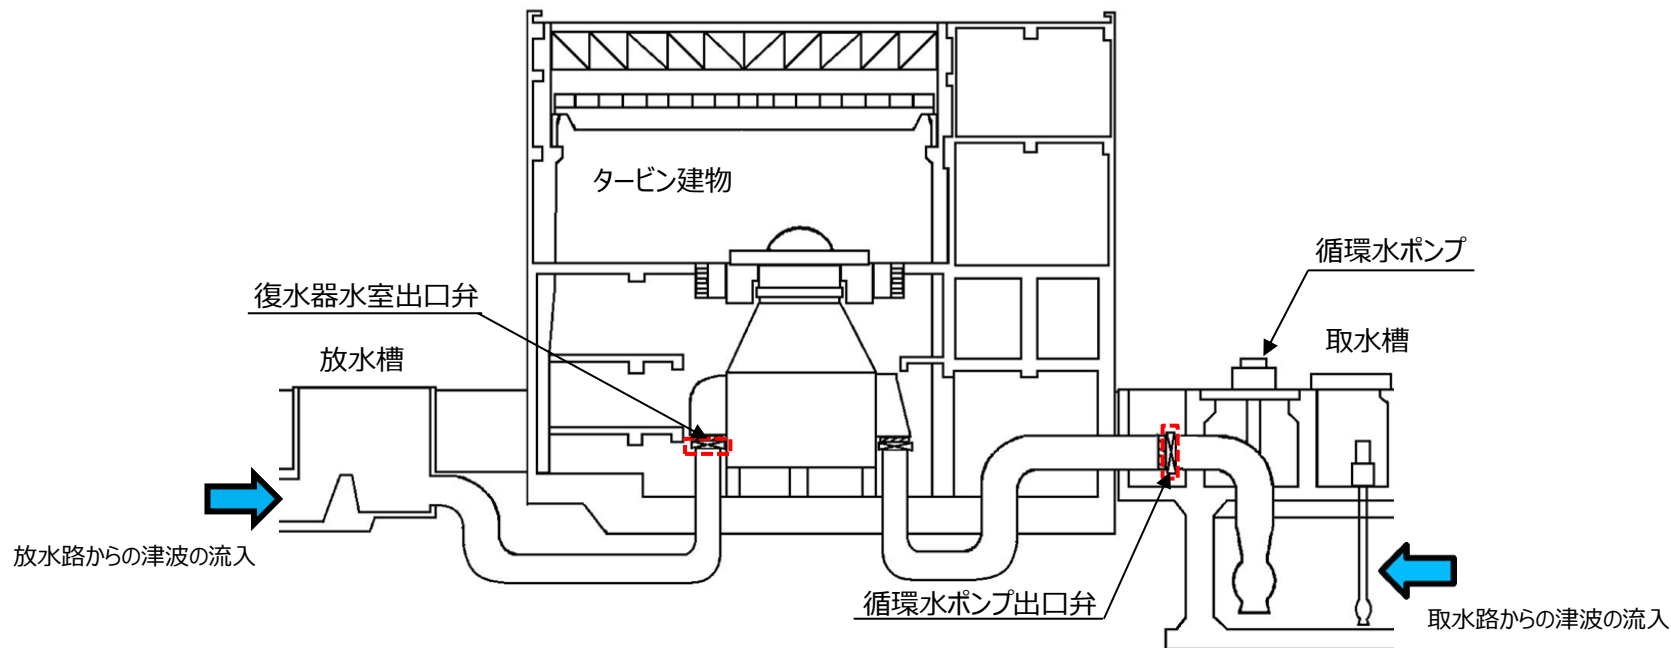 タービン建物
循環水ポンプ
復水器水室出口弁
取水槽
放水槽
放水路からの津波の流入
循環水ポンプ出口弁
取水路からの津波の流入